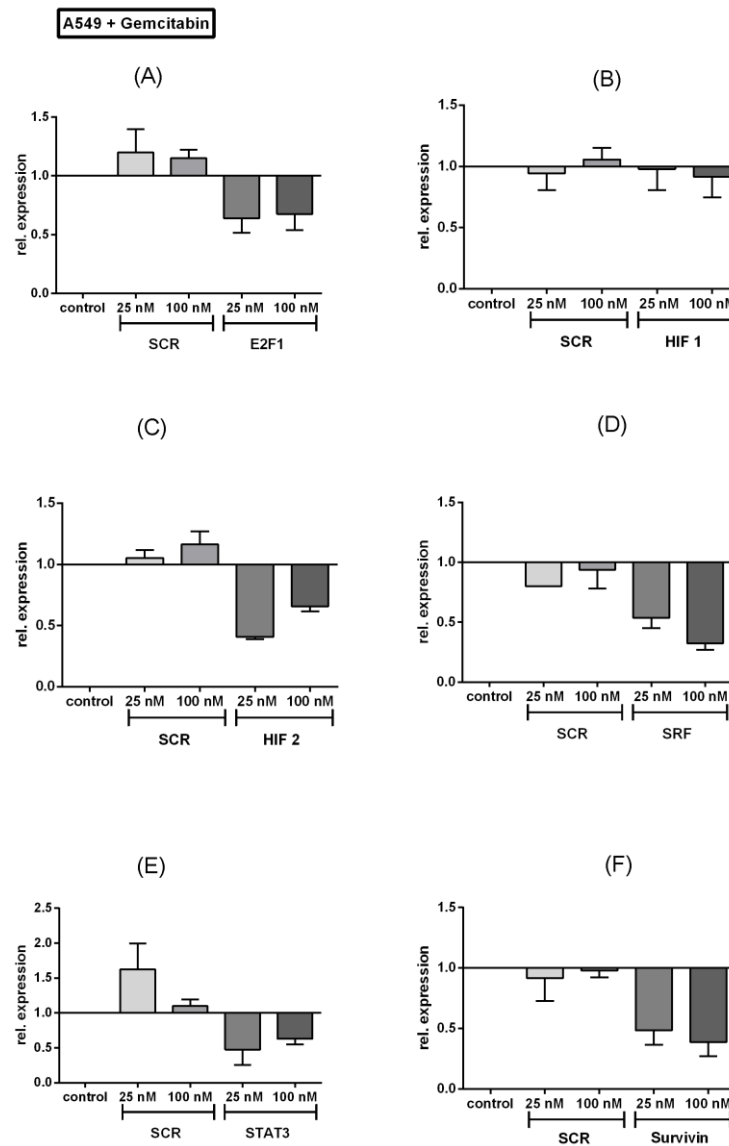 A549 + Gemcitabin
(A)
rel. expression
1.5
1.0
0.5
0.0
control 25 nM 100 nM 25 nM 100 nM
SCR E2F1
(B)
rel. expression
1.5
1.0
0.5
0.0
control 25 nM 100 nM 25 nM 100 nM
SCR HIF 1
(C)
rel. expression
1.5
1.0
0.5
0.0
control 25 nM 100 nM 25 nM 100 nM
SCR HIF 2
(D)
rel. expression
1.5
1.0
0.5
0.0
control 25 nM 100 nM 25 nM 100 nM
SCR SRF
(E)
rel. expression
2.5
2.0
1.5
1.0
0.5
0.0
control 25 nM 100 nM 25 nM 100 nM
SCR STAT3
(F)
rel. expression
1.5
1.0
0.5
0.0
control 25 nM 100 nM 25 nM 100 nM
SCR Survivin